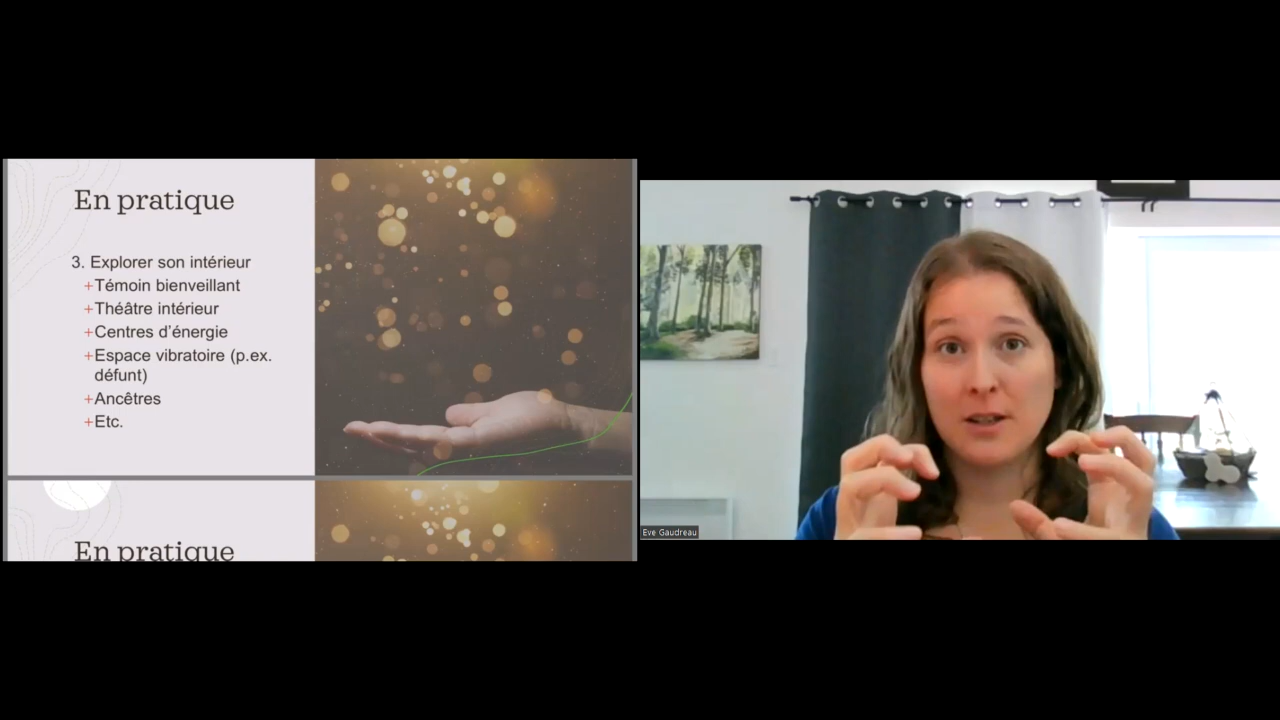 En pratique
3. Explorer son intérieur
+Témoin bienveillant
+Théâtre intérieur
+Centres d'énergie
+Espace vibratoire (p.ex.
défunt)
+Ancêtres
+Etc.
En pratique
Eve Gaudreau